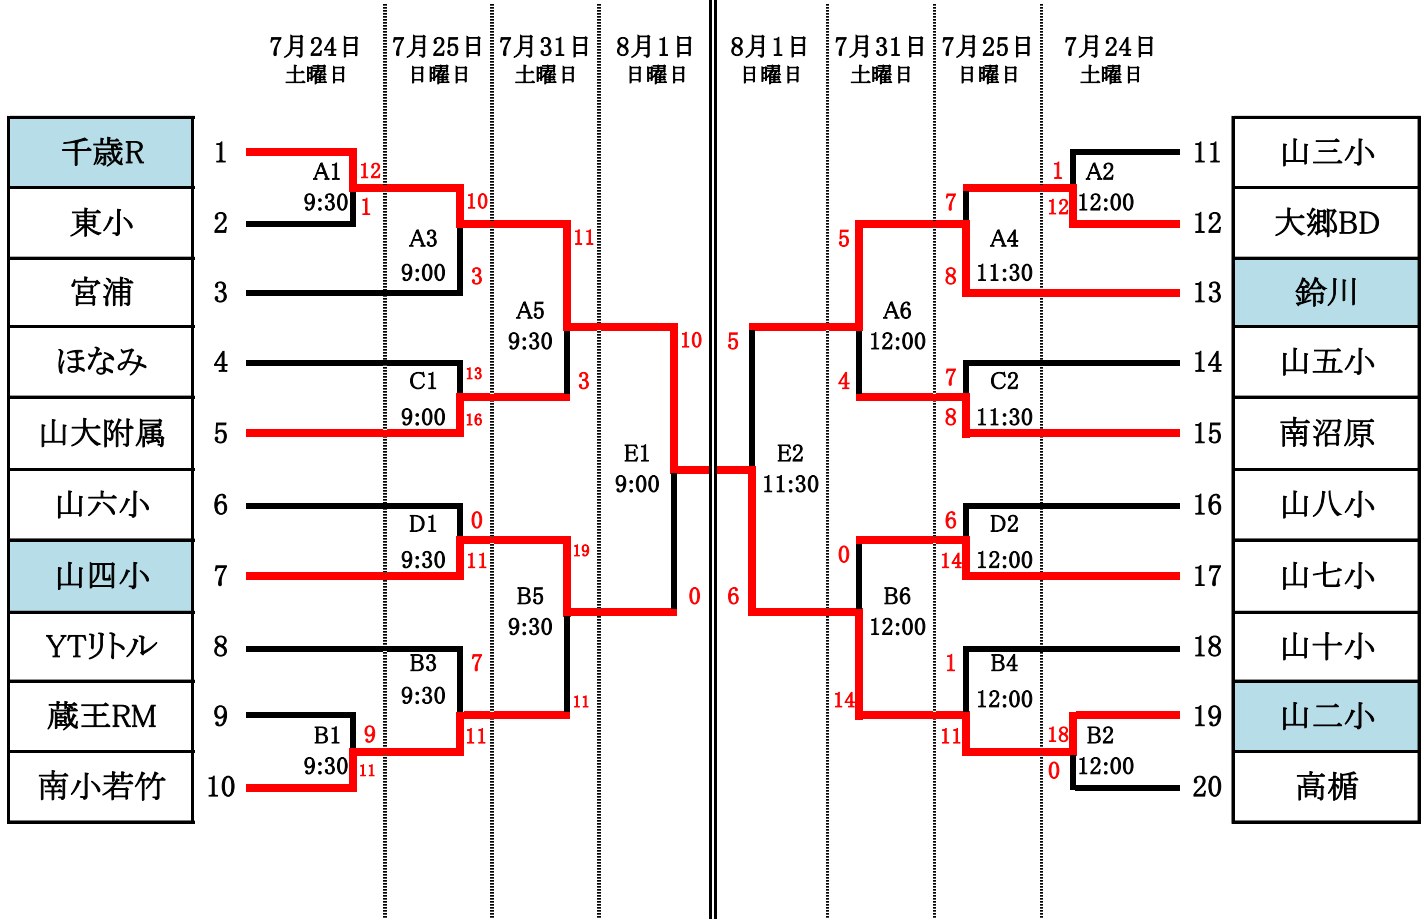 7月24日 7月25日 7月31日 8月1日 8月1日 7月31日 7月25日 7月24日
土曜日 日曜日 土曜日 日曜日 日曜日 土曜日 日曜日 土曜日
千歳R 1
東小 2
宮浦 3
ほなみ 4
山大附属 5
山六小 6
山四小 7
YTリトル 8
蔵王RM 9
南小若竹 10
A1 12
9:30 1
B1 9
9:30 11
10
A3
9:00 3
C1 13
9:00 16
D1 0
9:30 11
B3 7
9:30 11
11
A5
9:30 3
19
B5
9:30 11
10
E1
9:00
0
5
E2
11:30
6
5
A6
12:00
4
0
B6
12:00
14
7
A4
8 11:30
7 C2
8 11:30
6 D2
14 12:00
1 B4
12:00
11
1 A2
12 12:00
18 B2
0 12:00
11 山三小
12 大郷BD
13 鈴川
14 山五小
15 南沼原
16 山八小
17 山七小
18 山十小
19 山二小
20 高楯